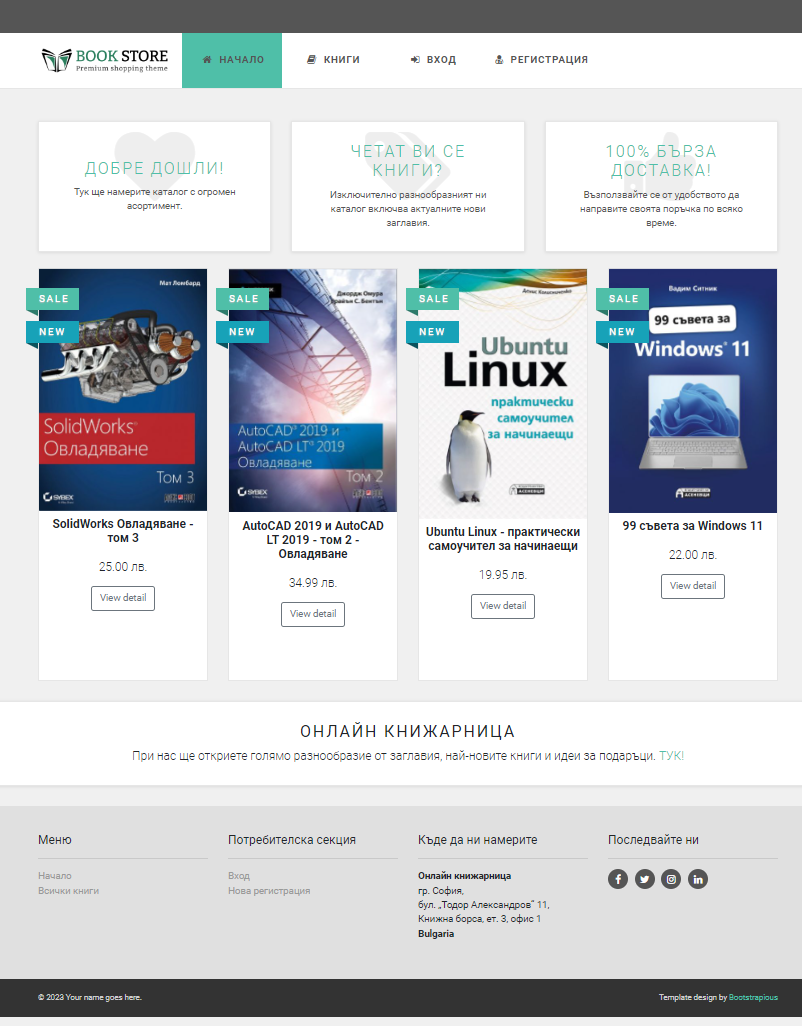 BOOK STORE
Premium shopping theme
НАЧАЛО
КНИГИ
ВХОД
РЕГИСТРАЦИЯ
ДОБРЕ ДОШЛИ!
Тук ще намерите каталог с огромен
асортимент.
ЧЕТАТ ВИ СЕ
КНИГИ?
Изключително разнообразният ни
каталог включва актуалните нови
заглавия.
100% БЪРЗА
ДОСТАВКА!
Възползвайте се от удобството да
направите своята поръчка по всяко
време.
SALE
NEW
Мат Ломбард
SolidWorks
Овладяване
Том 3
SYBEX
SolidWorks Овладяване -
том 3
25.00 лв.
View detail
SALE
NEW
Джордж Омура
Брайън С. Бентън
AutoCAD® 2019 и
AutoCAD LT® 2019
Овладяване
Том 2
SYBEX
AutoCAD 2019 и AutoCAD
LT 2019 - том 2 -
Овладяване
34.99 лв.
View detail
SALE
NEW
Ubuntu
Linux
практически
самоучител
за начинаещи
АСЕНЕВЦИ
Ubuntu Linux - практически
самоучител за начинаещи
19.95 лв.
View detail
SALE
NEW
Вадим Ситник
99 съвета за
Windows® 11
АСЕНЕВЦИ
99 съвета за Windows 11
22.00 лв.
View detail
ОНЛАЙН КНИЖАРНИЦА
При нас ще откриете голямо разнообразие от заглавия, най-новите книги и идеи за подаръци. ТУК!
Меню
Начало
Всички книги
Потребителска секция
Вход
Нова регистрация
Къде да ни намерите
Онлайн книжарница
гр. София,
бул. „Тодор Александров" 11,
Книжна борса, ет. 3, офис 1
Bulgaria
Последвайте ни
© 2023 Your name goes here.
Template design by Bootstrapious